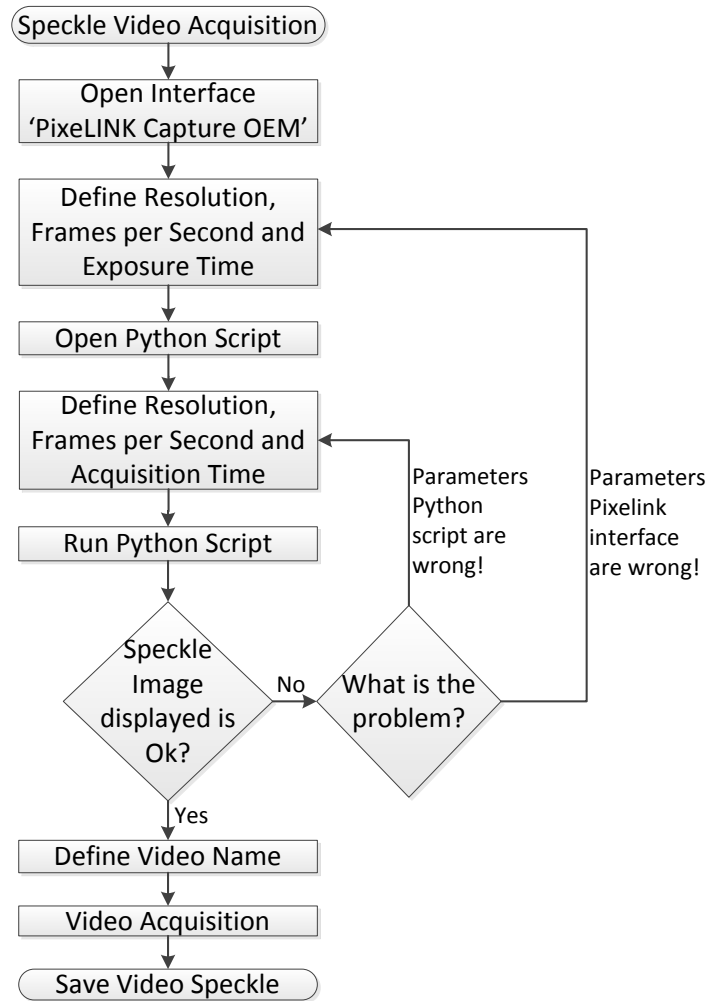 Speckle Video Acquisition
Open Interface
‘PixeLINK Capture OEM’
Define Resolution,
Frames per Second and
Exposure Time
Open Python Script
Define Resolution,
Frames per Second and
Acquisition Time
Run Python Script
Parameters
Python
script are
wrong!
Parameters
Pixelink
interface
are wrong!
Speckle
Image
displayed is
Ok?
No
What is the
problem?
Yes
Define Video Name
Video Acquisition
Save Video Speckle